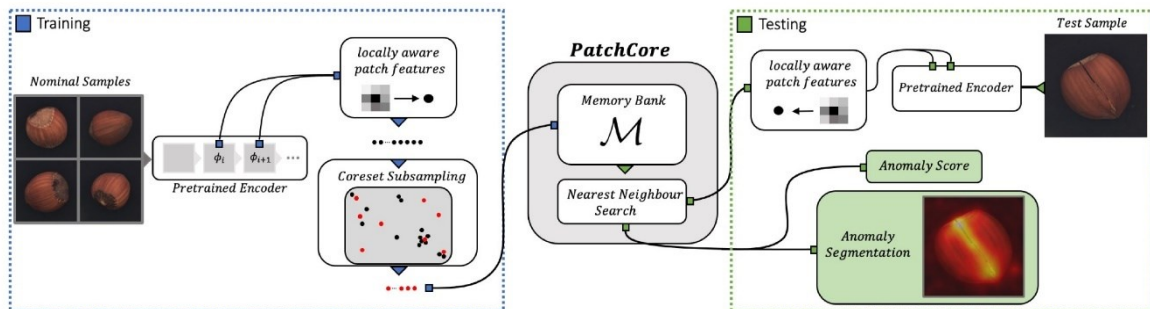 Training
Nominal Samples
ϕi
ϕi+1
...
Pretrained Encoder
locally aware
patch features
Coreset Subsampling
PatchCore
Memory Bank
M
Nearest Neighbour
Search
Testing
locally aware
patch features
Pretrained Encoder
Test Sample
Anomaly Score
Anomaly
Segmentation